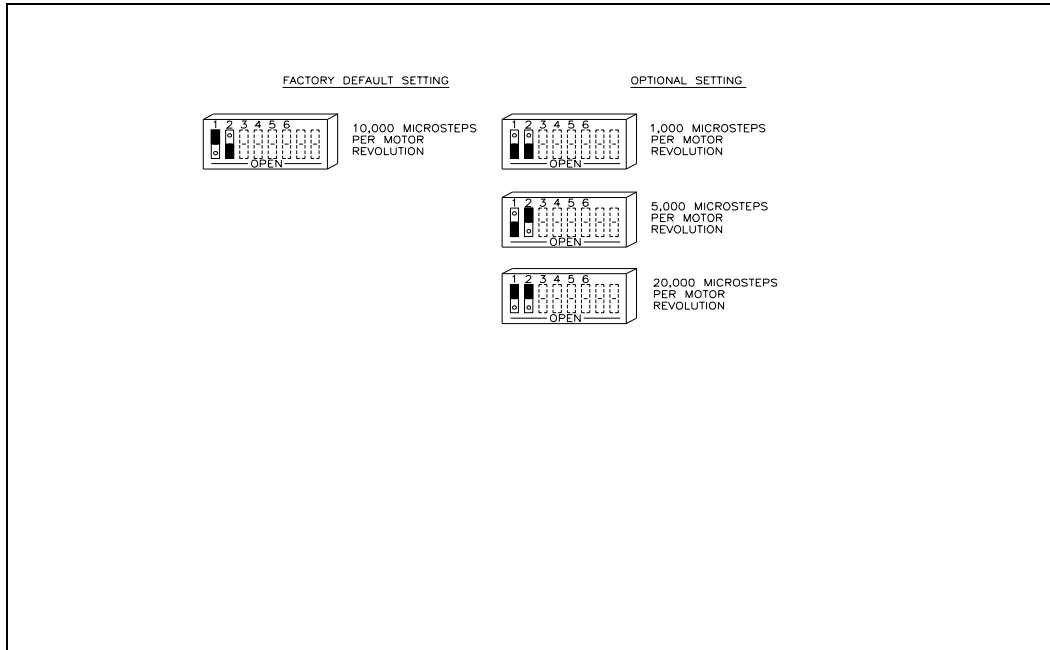 FACTORY DEFAULT SETTING
1 2 3 4 5 6
OPEN
10,000 MICROSTEPS
PER MOTOR
REVOLUTION
OPTIONAL SETTING
1 2 3 4 5 6
OPEN
1,000 MICROSTEPS
PER MOTOR
REVOLUTION
1 2 3 4 5 6
OPEN
5,000 MICROSTEPS
PER MOTOR
REVOLUTION
1 2 3 4 5 6
OPEN
20,000 MICROSTEPS
PER MOTOR
REVOLUTION